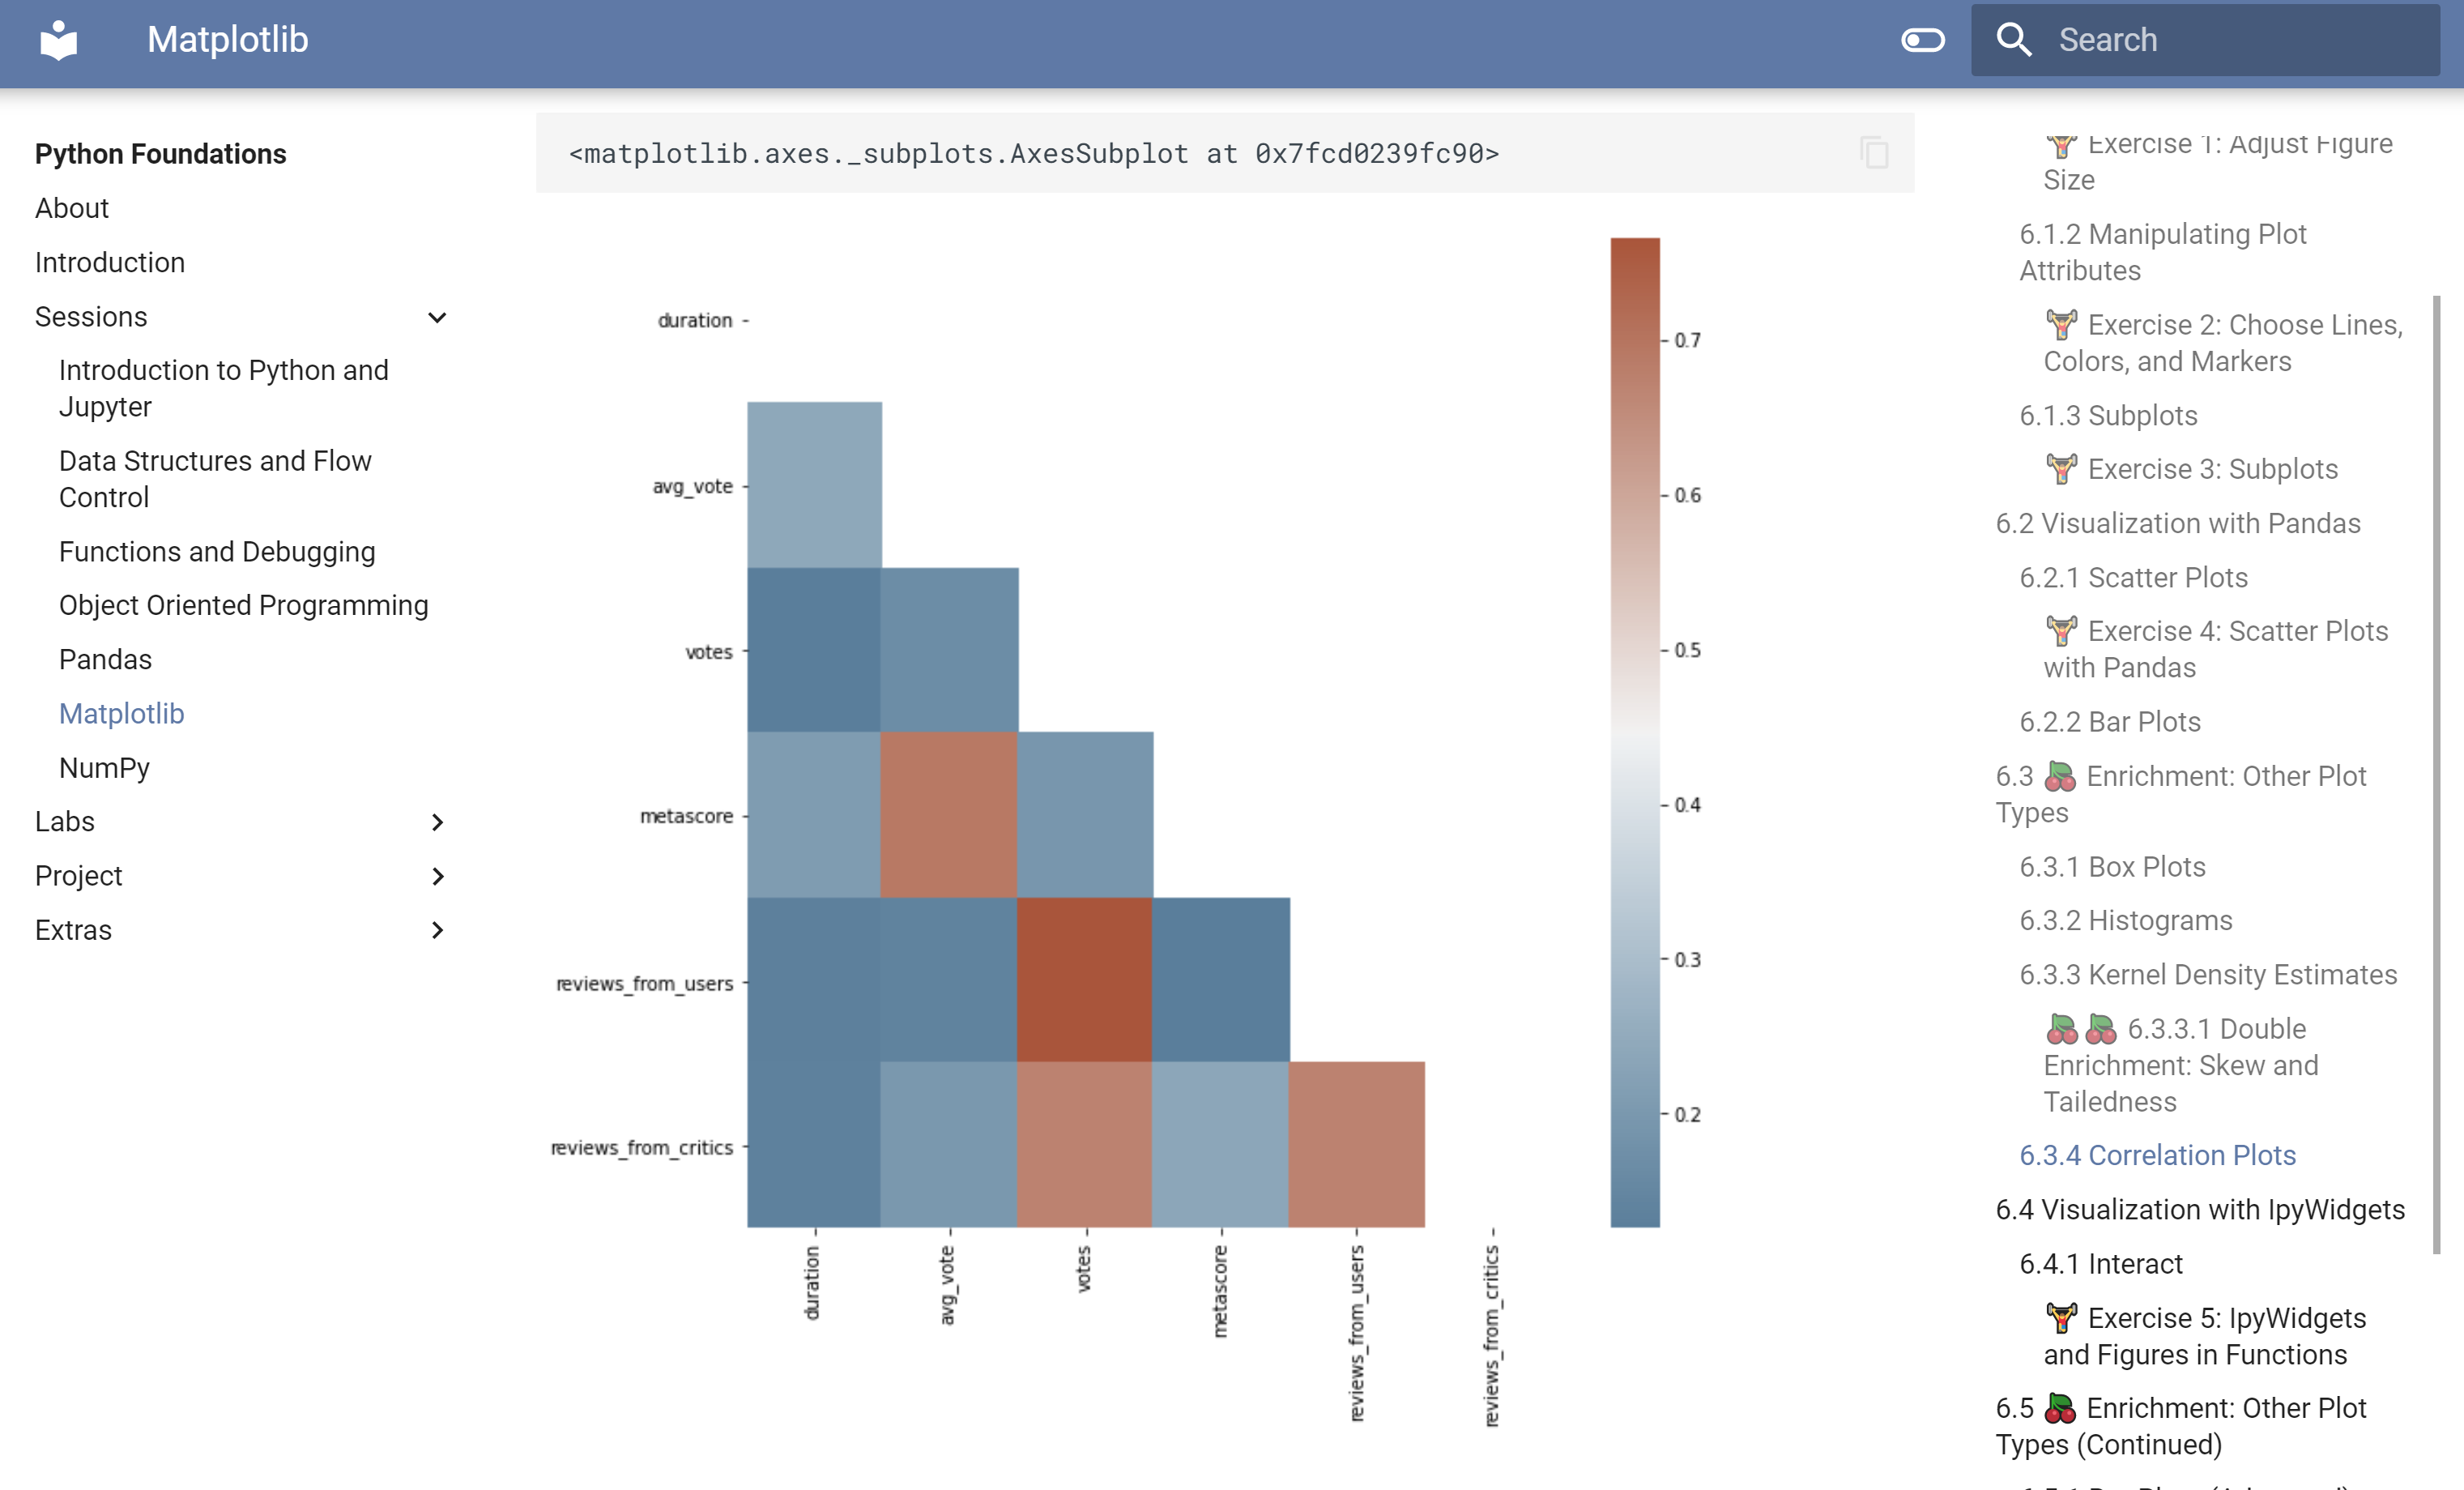 Matplotlib
Search
Python Foundations
About
Introduction
Sessions
Introduction to Python and
Jupyter
Data Structures and Flow
Control
Functions and Debugging
Object Oriented Programming
Pandas
Matplotlib
NumPy
Labs
Project
Extras
<matplotlib.axes._subplots.AxesSubplot at 0x7fcd0239fc90>
duration
avg_vote
votes
metascore
reviews_from_users
reviews_from_critics
duration
avg_vote
votes
metascore
reviews_from_users
reviews_from_critics
0.7
0.6
0.5
0.4
0.3
0.2
Exercise 1: Adjust Figure
Size
6.1.2 Manipulating Plot
Attributes
Exercise 2: Choose Lines,
Colors, and Markers
6.1.3 Subplots
Exercise 3: Subplots
6.2 Visualization with Pandas
6.2.1 Scatter Plots
Exercise 4: Scatter Plots
with Pandas
6.2.2 Bar Plots
6.3 🍒 Enrichment: Other Plot
Types
6.3.1 Box Plots
6.3.2 Histograms
6.3.3 Kernel Density Estimates
🍒🍒 6.3.3.1 Double
Enrichment: Skew and
Tailedness
6.3.4 Correlation Plots
6.4 Visualization with IpyWidgets
6.4.1 Interact
Exercise 5: IpyWidgets
and Figures in Functions
6.5 🍒 Enrichment: Other Plot
Types (Continued)